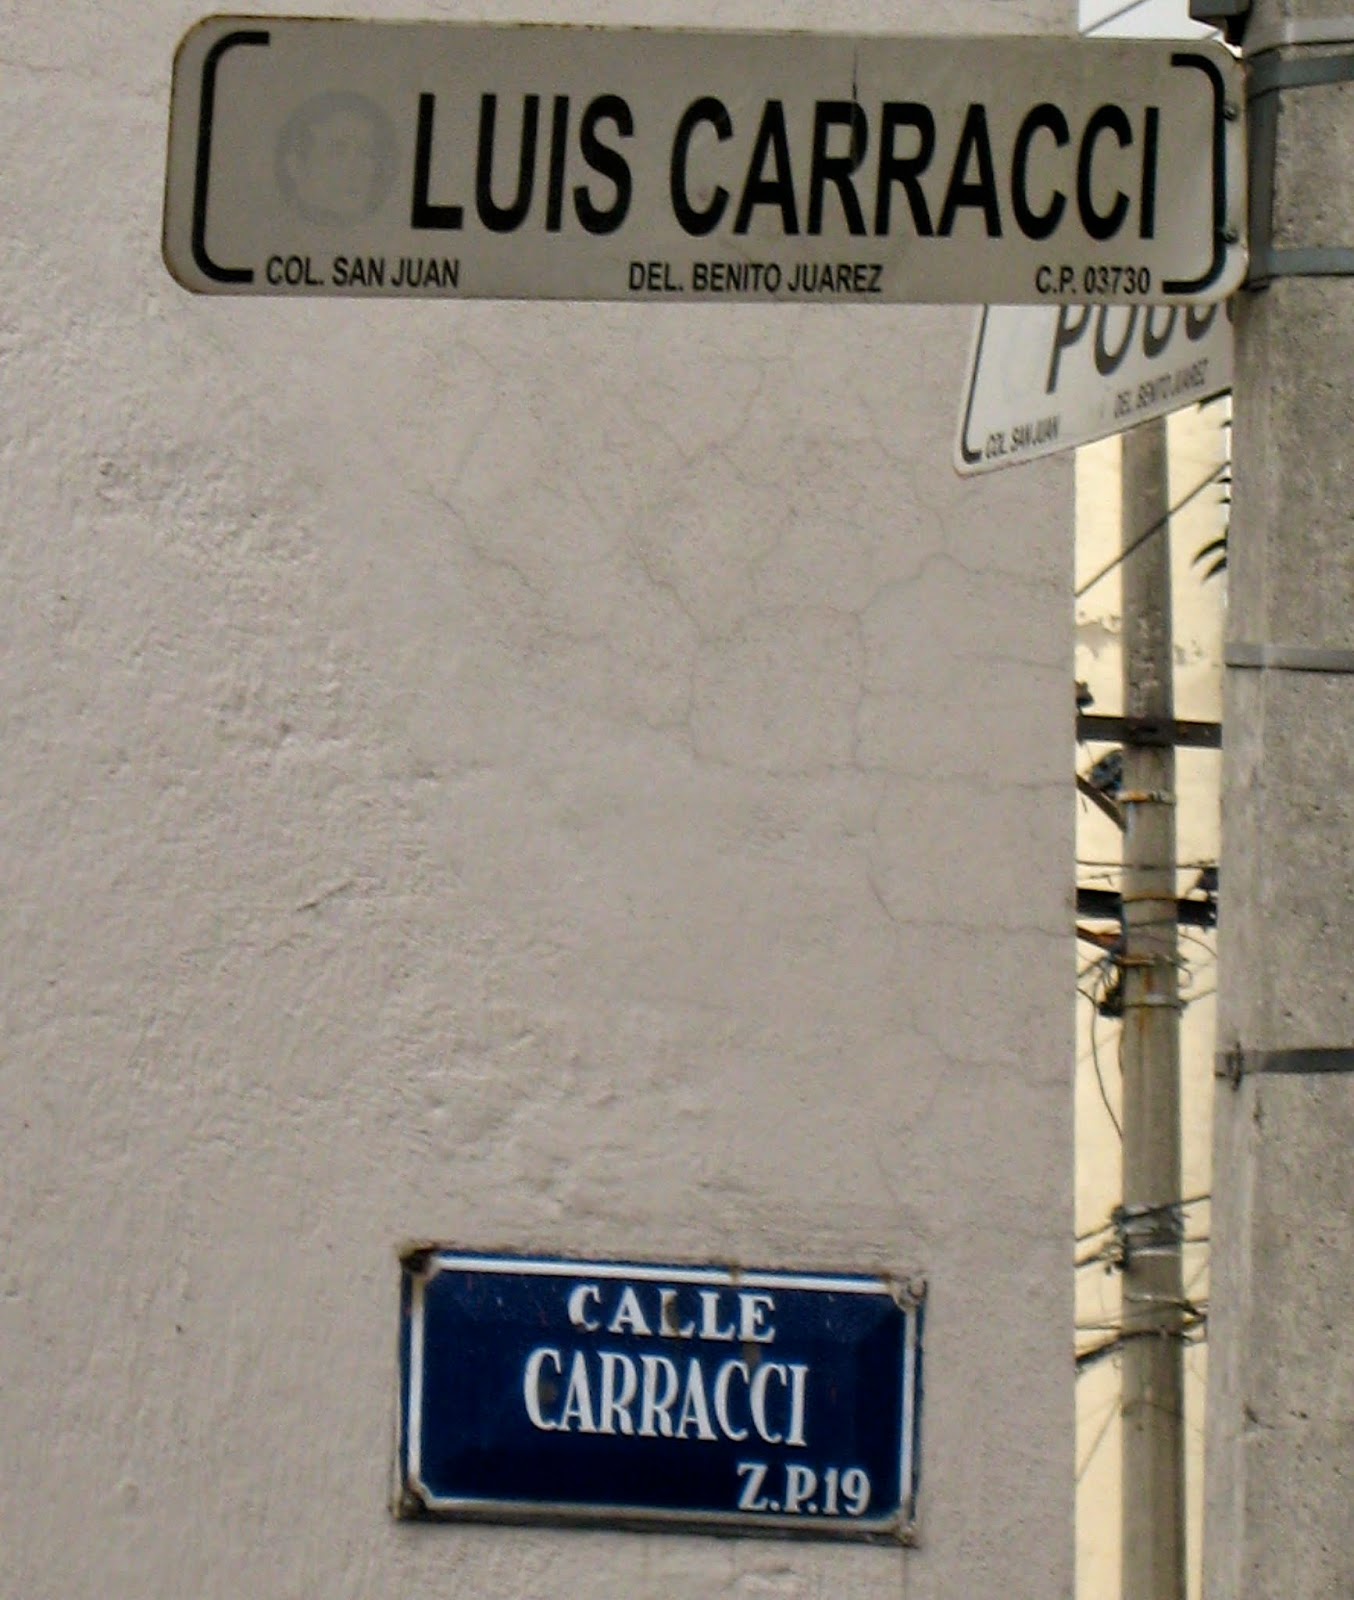 LUIS CARRACCI
COL. SAN JUAN DEL. BENITO JUAREZ C.P. 03730
COL. SAN JUAN DEL. BENITO JUAREZ
CALLE
CARRACCI
Z.P.19